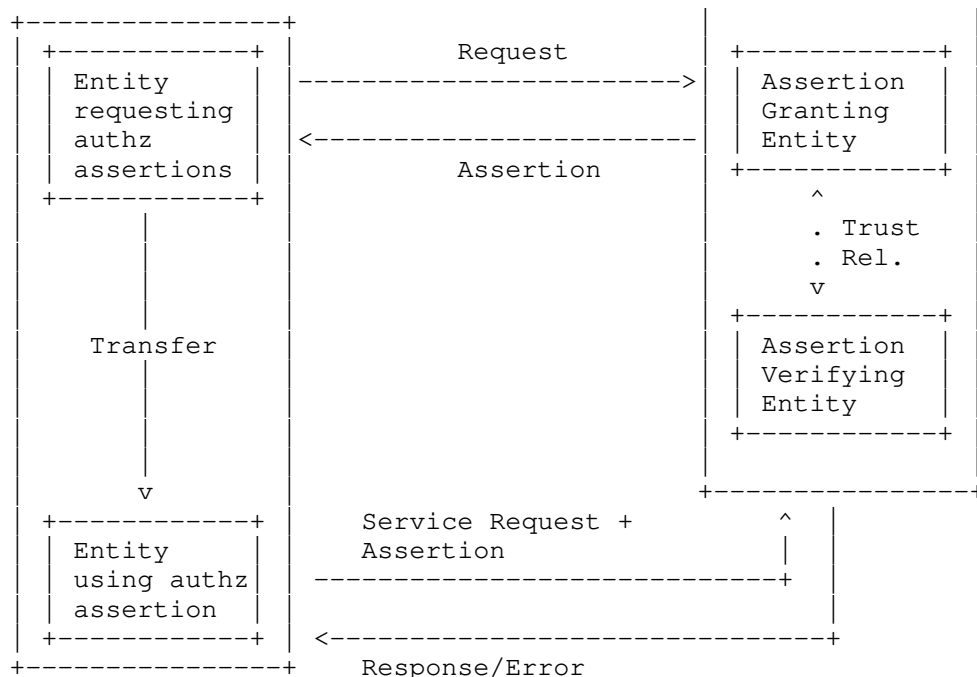 Request
Entity
requesting
authz
assertions
Assertion
Granting
Entity
Assertion
. Trust
. Rel.
v
Transfer
Assertion
Verifying
Entity
v
Service Request +
Assertion
Entity
using authz
assertion
Response/Error